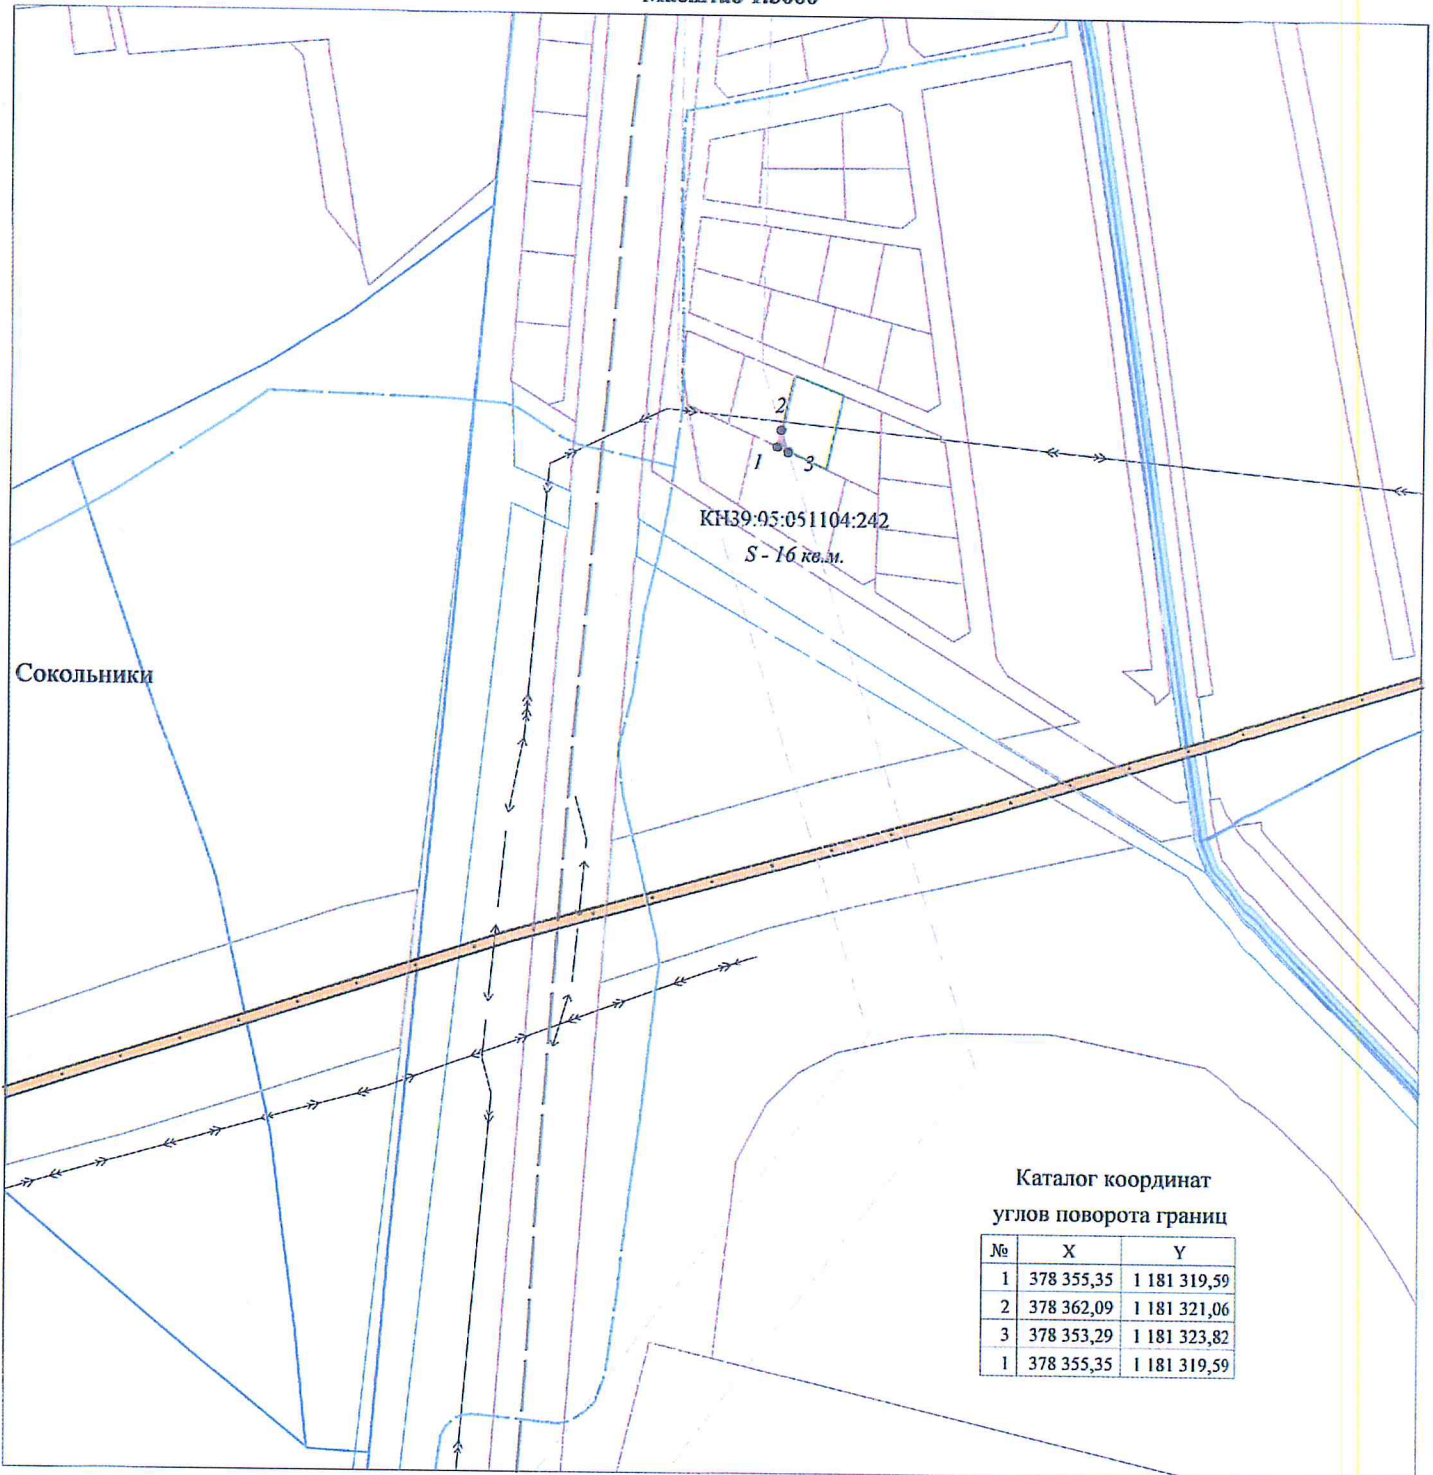 2
1
3
КН39:05:051104:242
S - 16 кв.м.
Сокольники
Каталог координат
углов поворота границ
№ X Y
1 378 355,35 1 181 319,59
2 378 362,09 1 181 321,06
3 378 353,29 1 181 323,82
1 378 355,35 1 181 319,59